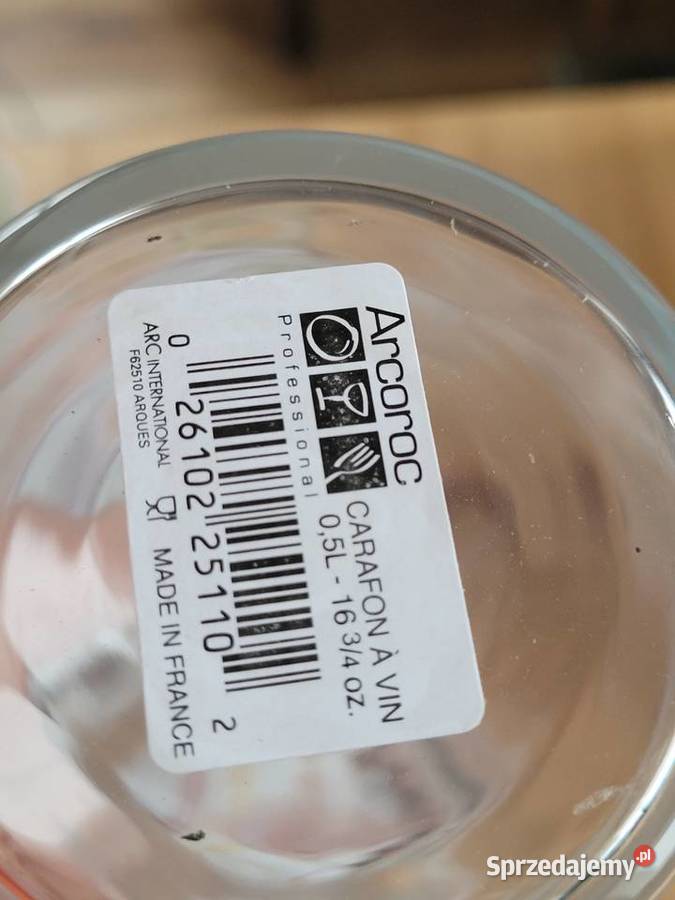 Arcoroc
Professional
CARAFON À VIN
0,5L - 16 3/4 OZ.
0 26102 25110 2
ARC INTERNATIONAL
F62510 ARQUES
MADE IN FRANCE
Sprzedajemy.pl